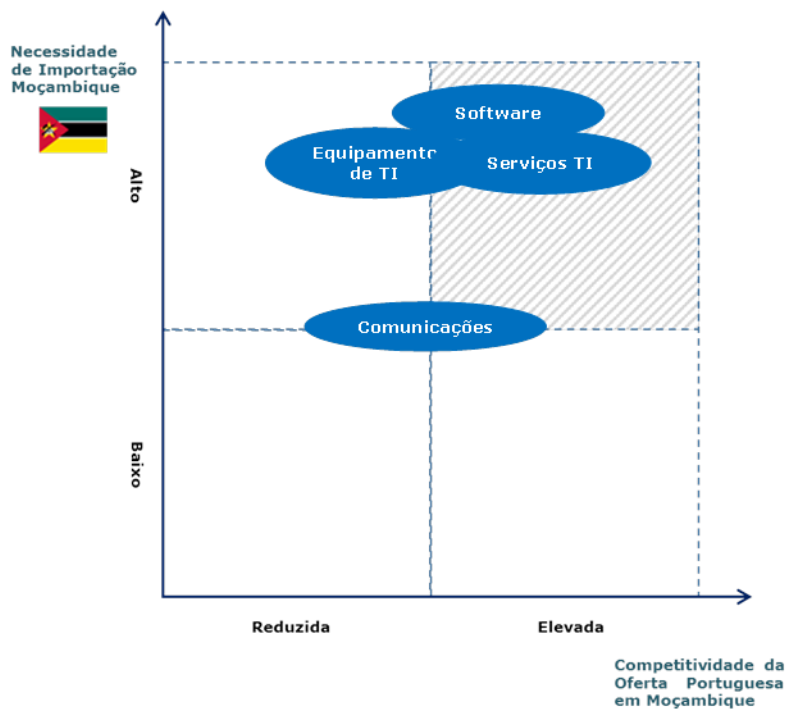 Necessidade
de Importação
Moçambique
Software
Equipamento
de TI
Serviços TI
Alto
Comunicações
Baixo
Reduzida
Elevada
Competitividade da
Oferta Portuguesa
em Moçambique